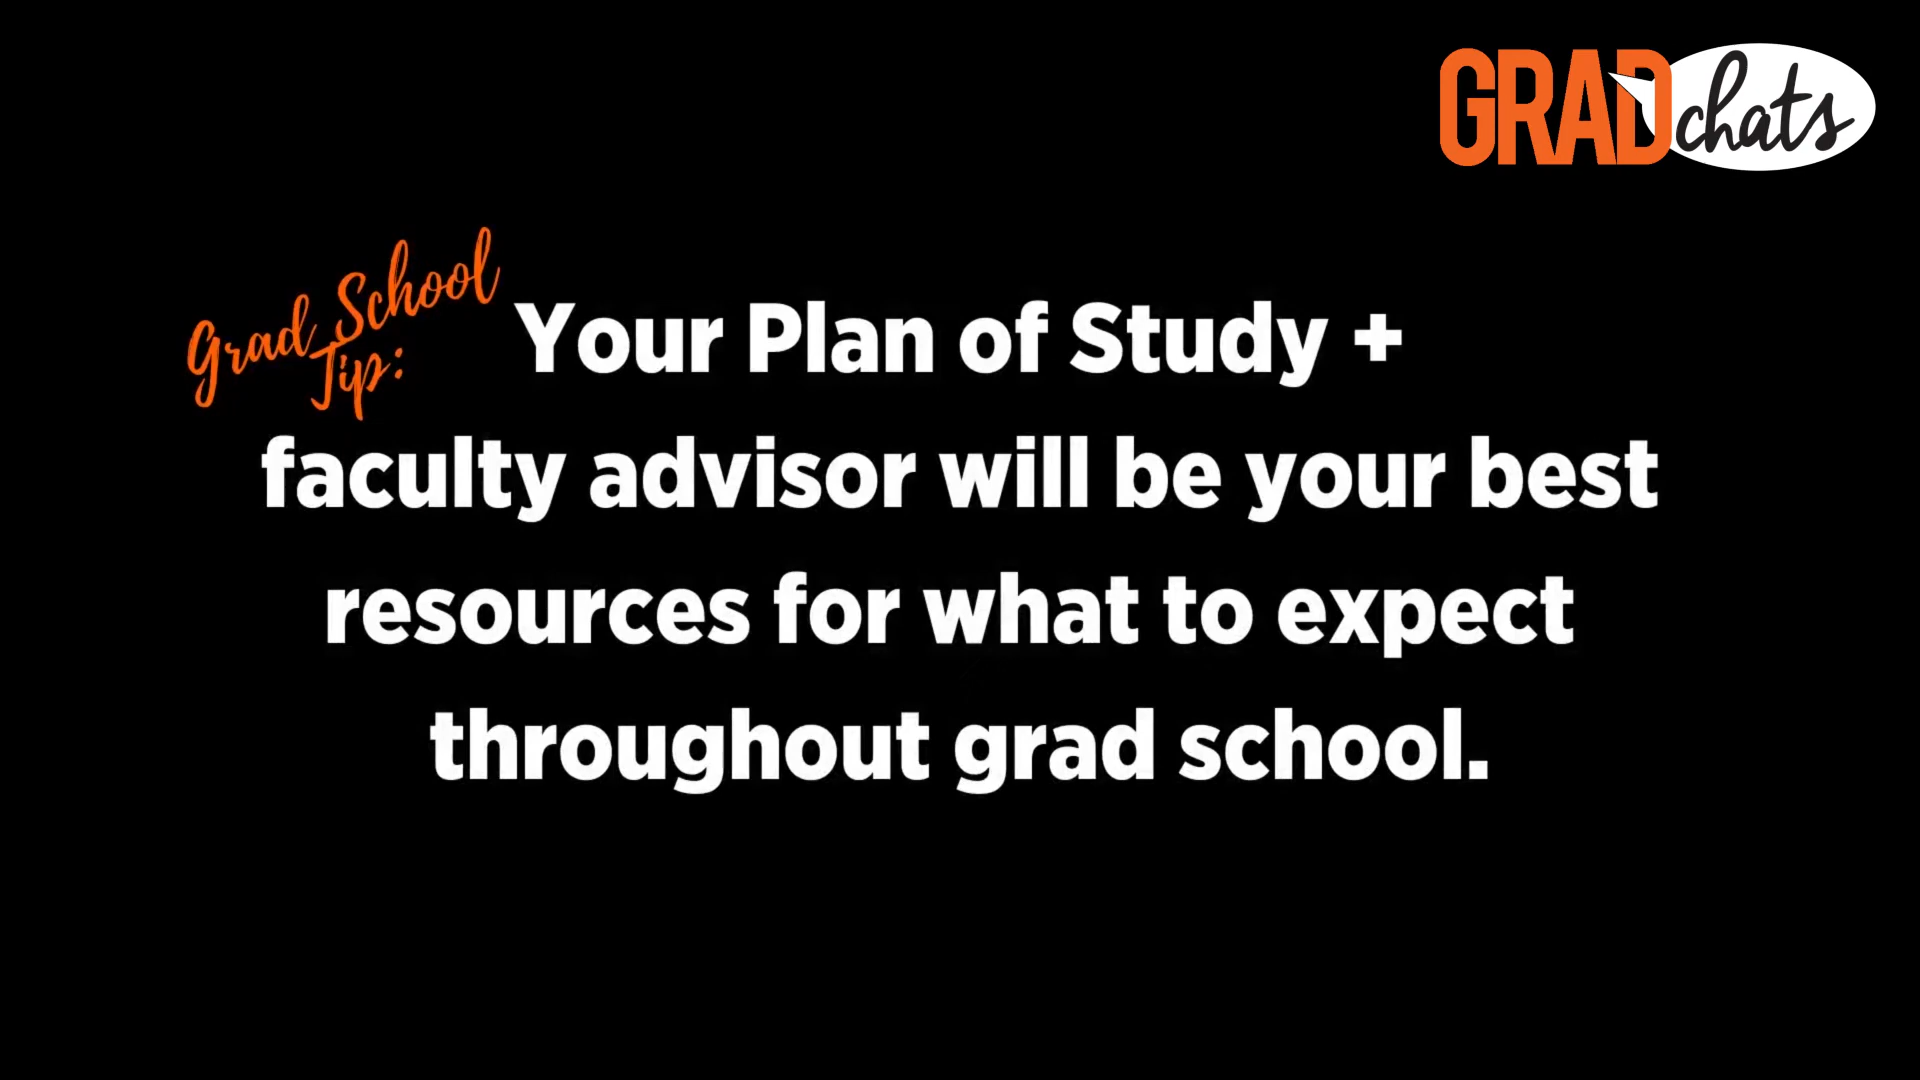 GRAD chats
Grad School
Tip:
Your Plan of Study +
faculty advisor will be your best
resources for what to expect
throughout grad school.